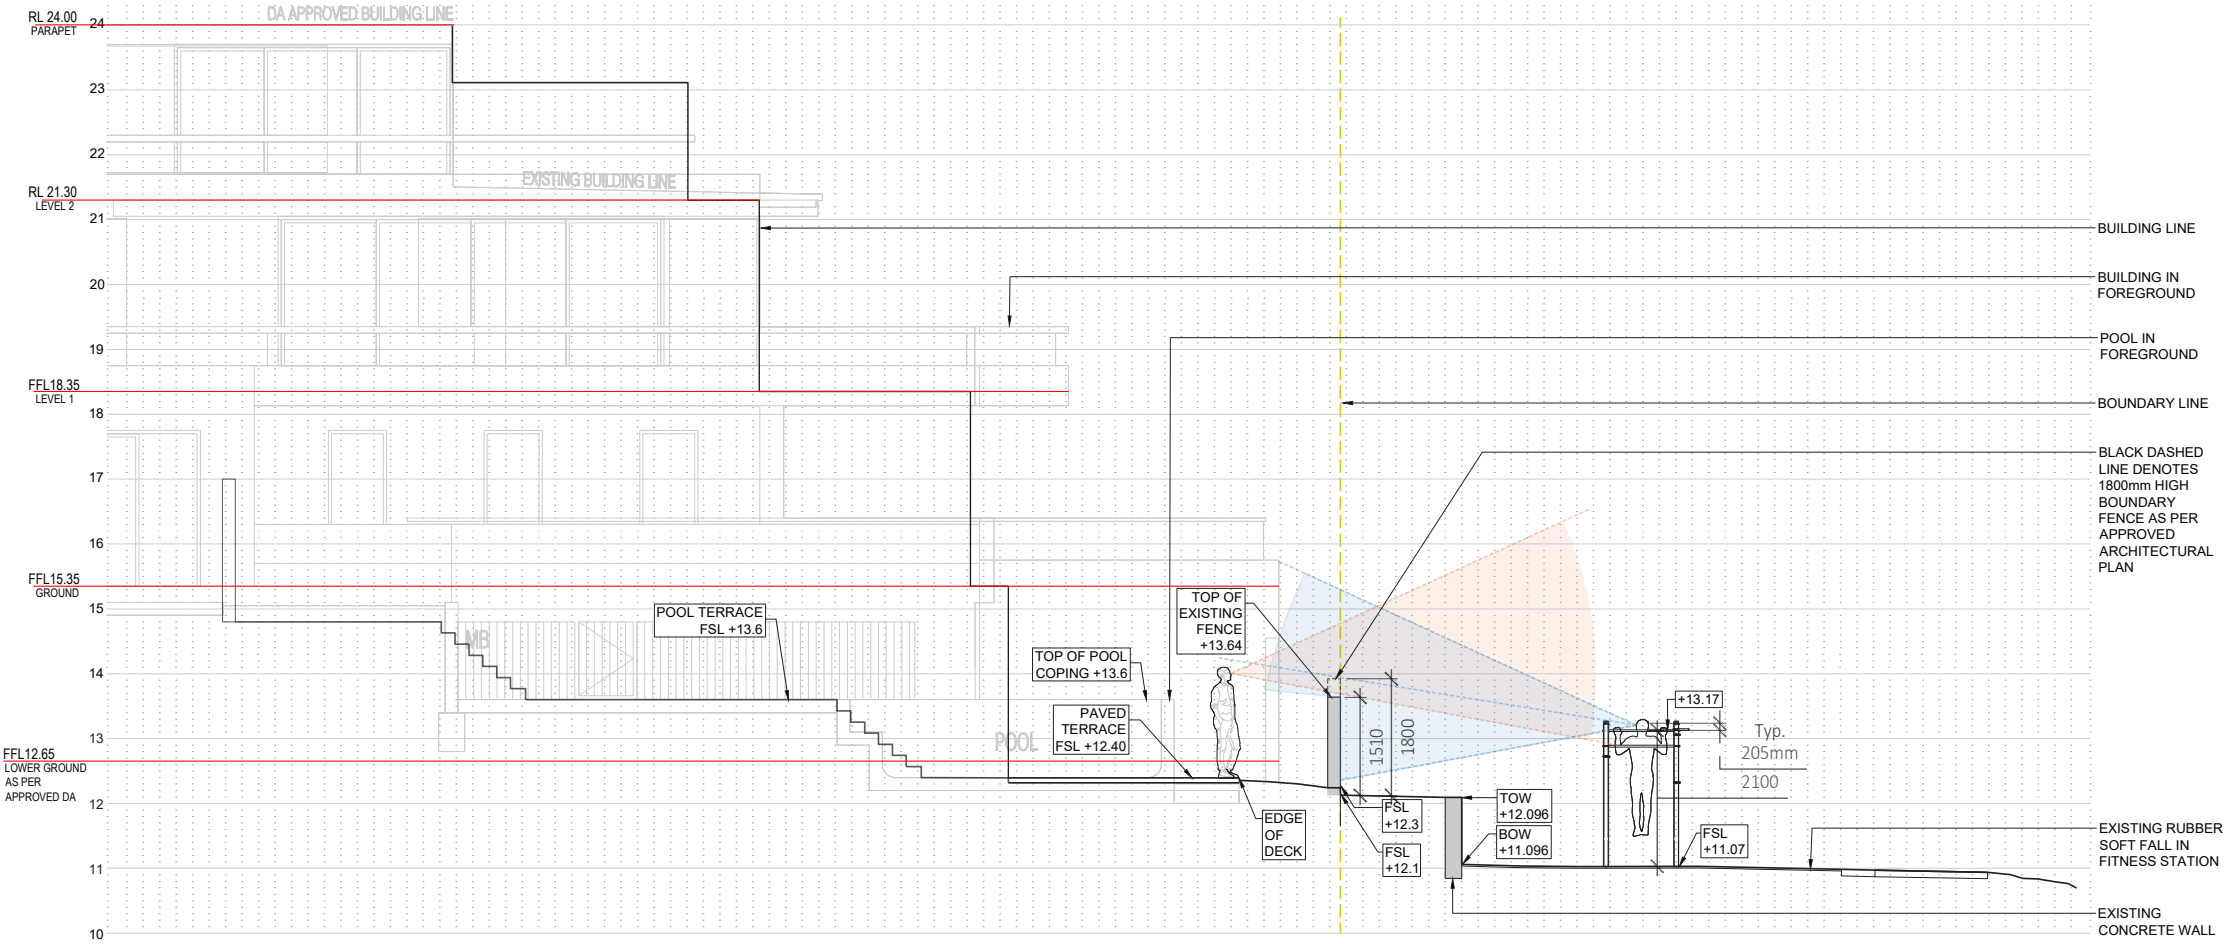 DA APPROVED BUILDING LINE
RL 24.00
PARAPET
24
23
22
EXISTING BUILDING LINE
RL 21.30
LEVEL 2
21
20
19
FFL18.35
LEVEL 1
18
17
16
FFL15.35
GROUND
15
14
13
FFL12.65
LOWER GROUND
AS PER
APPROVED DA
12
11
10
MB
POOL TERRACE
FSL +13.6
TOP OF POOL
COPING +13.6
PAVED
TERRACE
FSL +12.40
POOL
TOP OF
EXISTING
FENCE
+13.64
EDGE
OF
DECK
1510
1800
FSL
+12.3
FSL
+12.1
TOW
+12.096
BOW
+11.096
+13.17
Typ.
205mm
2100
FSL
+11.07
BUILDING LINE
BUILDING IN
FOREGROUND
POOL IN
FOREGROUND
BOUNDARY LINE
BLACK DASHED
LINE DENOTES
1800mm HIGH
BOUNDARY
FENCE AS PER
APPROVED
ARCHITECTURAL
PLAN
EXISTING RUBBER
SOFT FALL IN
FITNESS STATION
EXISTING
CONCRETE WALL